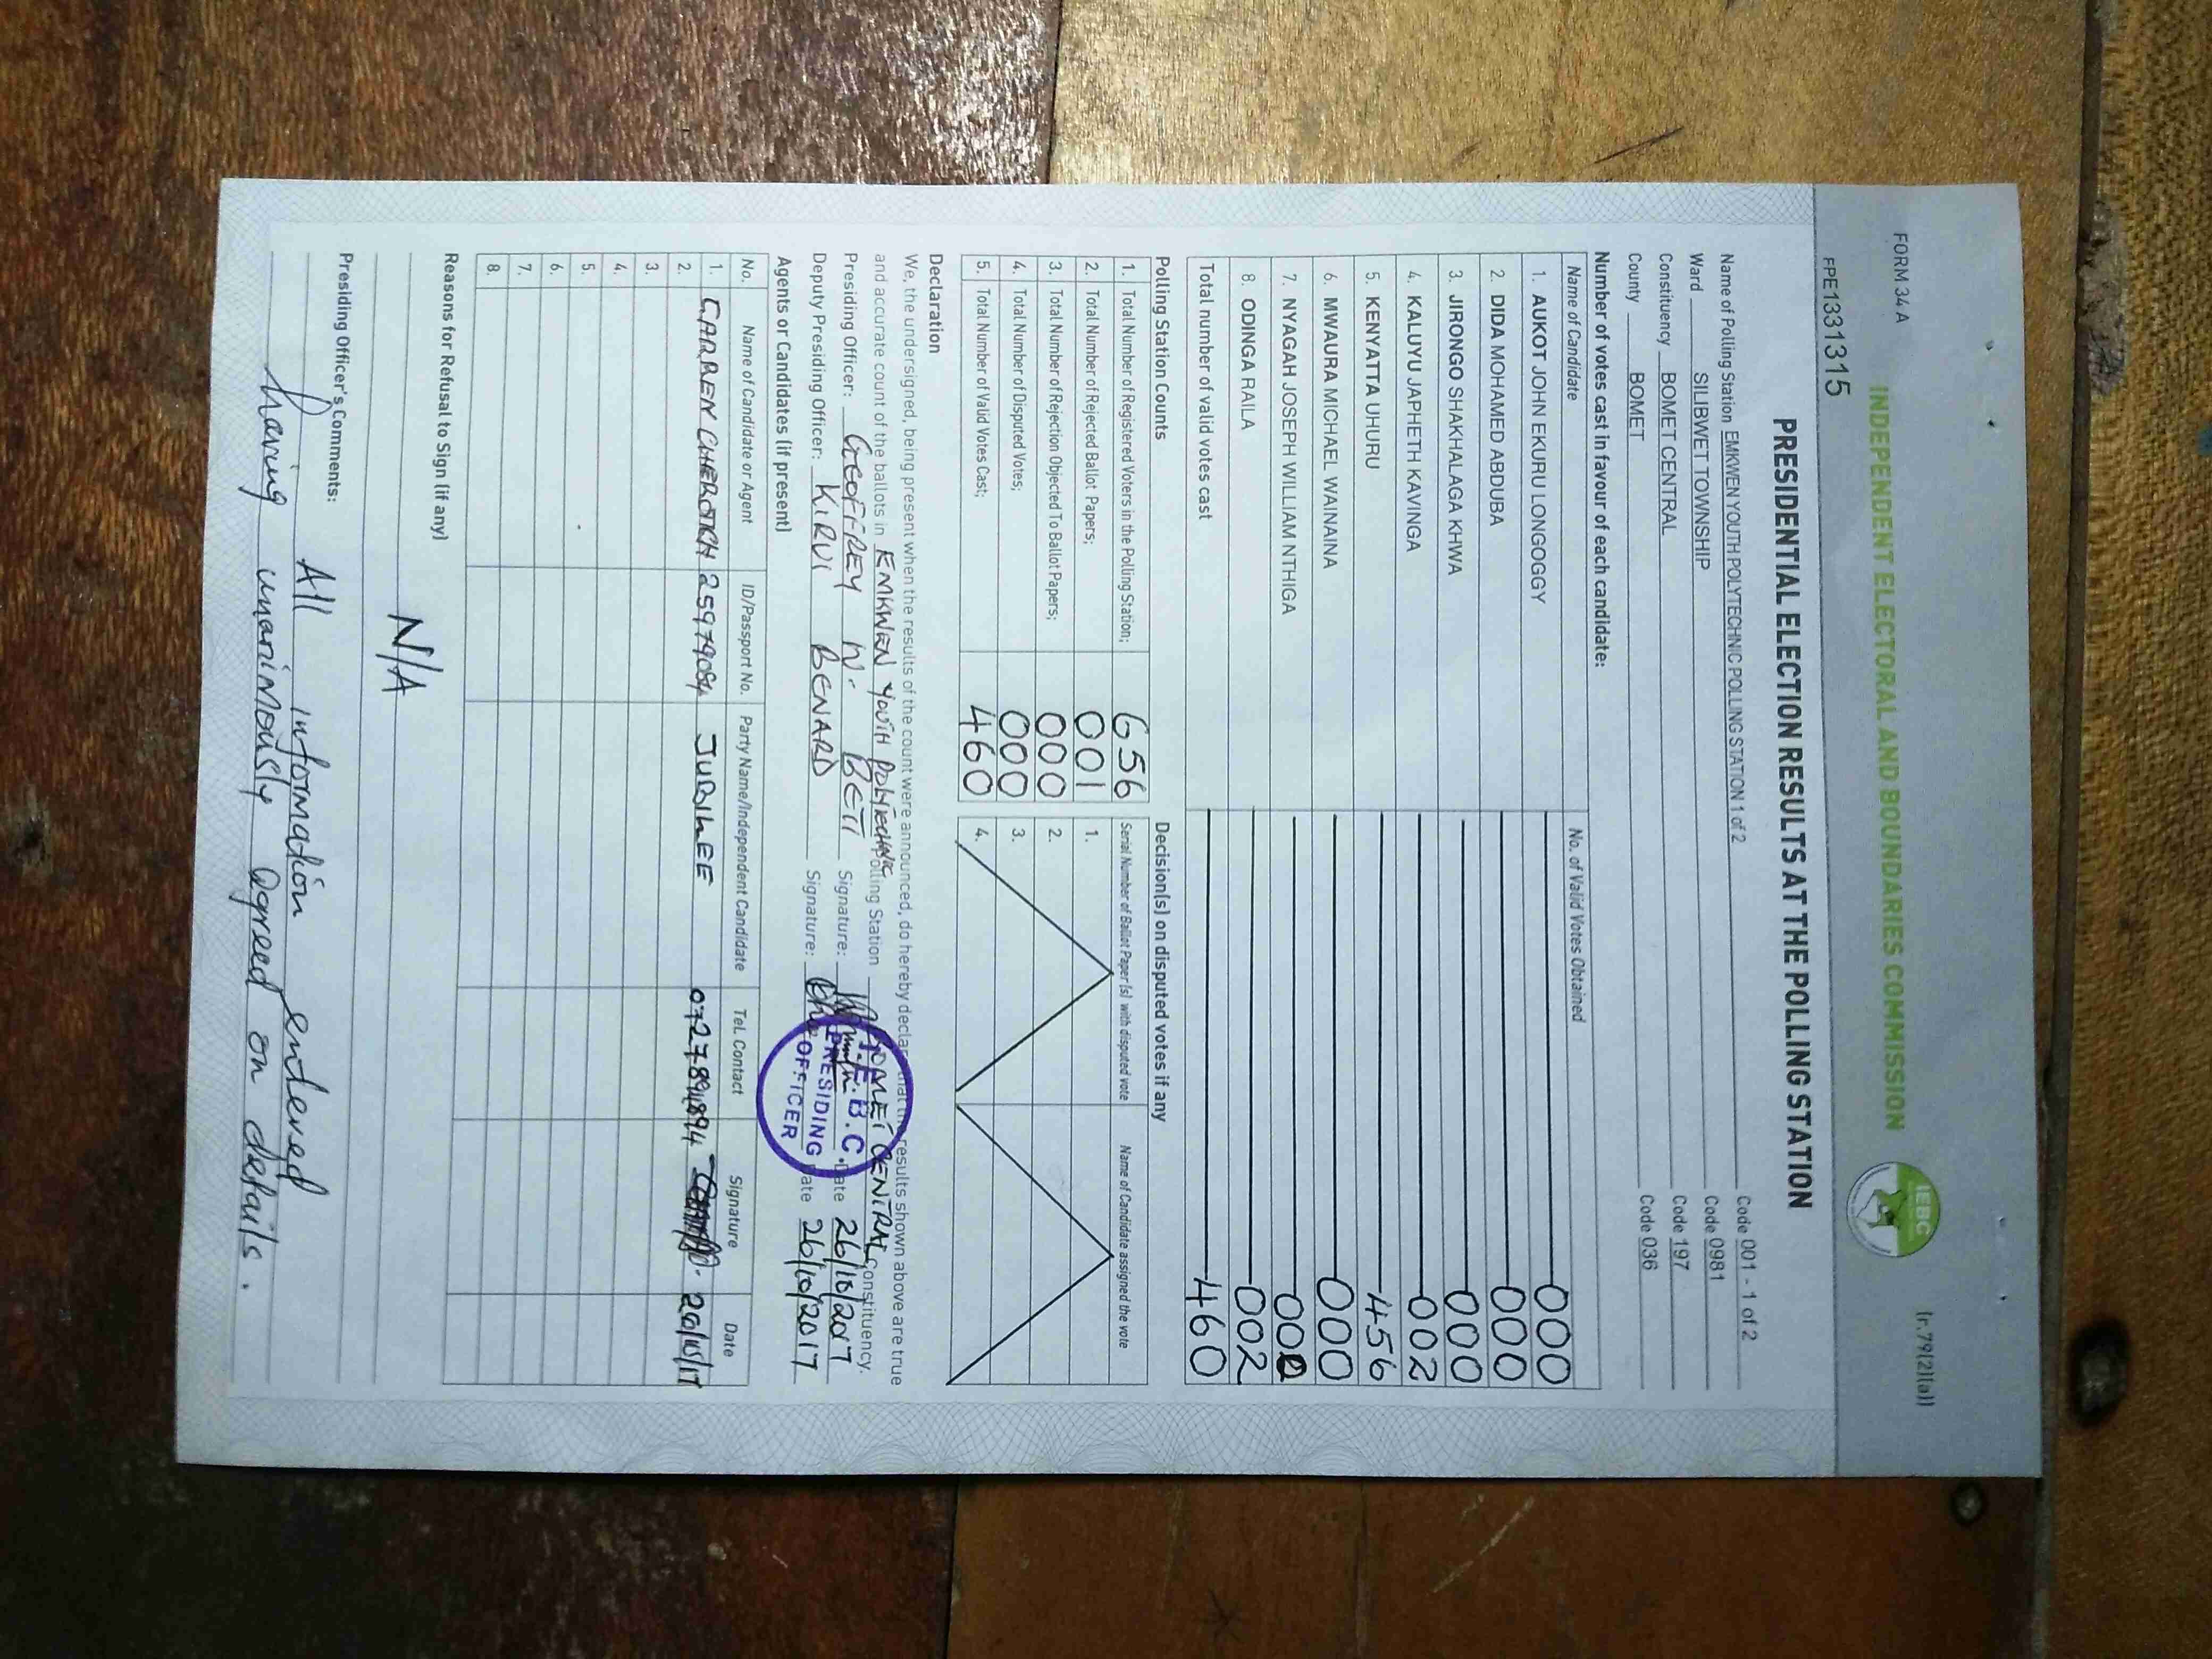 FORM 34 A
(r.79(2)(a))
INDEPENDENT ELECTORAL AND BOUNDARIES COMMISSION
IEBC
FPE1331315
PRESIDENTIAL ELECTION RESULTS AT THE POLLING STATION
Name of Polling Station EMKWEN YOUTH POLYTECHNIC POLLING STATION 1 of 2 Code 001 - 1 of 2
Ward SILIBWET TOWNSHIP Code 0981
Constituency BOMET CENTRAL Code 197
County BOMET Code 036
Number of votes cast in favour of each candidate:
Name of Candidate No. of Valid Votes Obtained
1. AUKOT JOHN EKURU LONGOGGY 000
2. DIDA MOHAMED ABDUBA 000
3. JIRONGO SHAKHALAGA KHWA 000
4. KALUYU JAPHETH KAVINGA 002
5. KENYATTA UHURU 456
6. MWAURA MICHAEL WAINAINA 000
7. NYAGAH JOSEPH WILLIAM NTHIGA 000
8. ODINGA RAILA 002
Total number of valid votes cast 460
Polling Station Counts
1. Total Number of Registered Voters in the Polling Station; 656
2. Total Number of Rejected Ballot Papers; 001
3. Total Number of Rejection Objected To Ballot Papers; 000
4. Total Number of Disputed Votes; 000
5. Total Number of Valid Votes Cast; 460
Decision(s) on disputed votes if any
Serial Number of Ballot Paper (s) with disputed vote Name of Candidate assigned the vote
1.
2.
3.
4.
Declaration
We, the undersigned, being present when the results of the count were announced, do hereby declare that the results shown above are true
and accurate count of the ballots in EMKWEN YOUTH POLYTECHNIC Polling Station BOMET CENTRAL Constituency.
Presiding Officer: GEOFFREY W. BETT Signature: Date 26/10/2017
Deputy Presiding Officer: KIRUI BENARD Signature: Date 26/10/2017
I.E.B.C.
PRESIDING
OFFICER
Agents or Candidates (if present)
No. Name of Candidate or Agent ID/Passport No. Party Name/Independent Candidate Tel. Contact Signature Date
1. CAREN CHEROTICH 25979084 JUBILEE 0727894894 26/10/17
2.
3.
4.
5.
6.
7.
8.
Reasons for Refusal to Sign (if any)
N/A
Presiding Officer's Comments:
All information endered
having unanimously agreed on details.